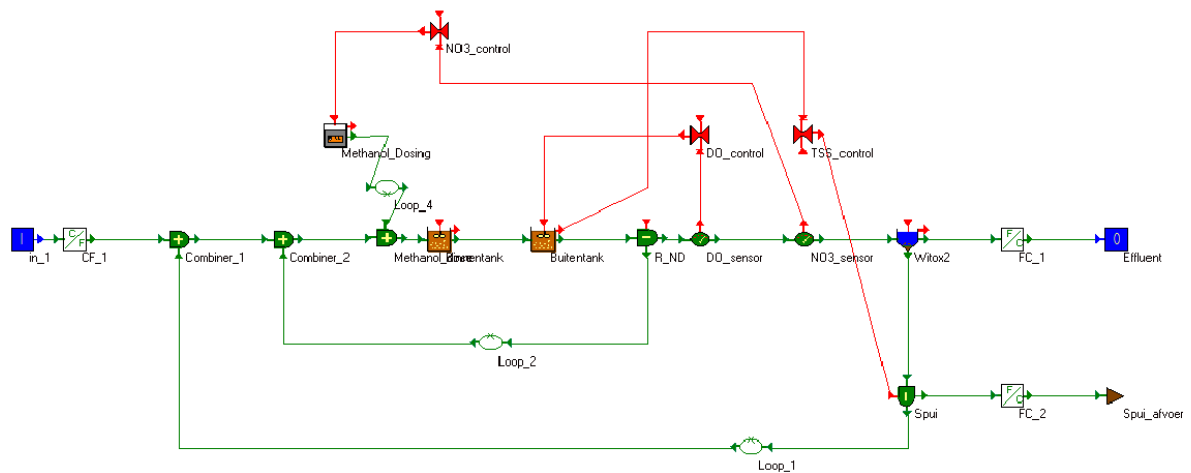 NO3_control
Methanol_Dosing
DO_control
TSS_control
Loop_4
I
C/F
in_1
CF_1
Combiner_1
Combiner_2
Buitentank
R_ND
DO_sensor
NO3_sensor
Witox2
F/C
FC_1
O
Effluent
Loop_2
Spui
F/C
FC_2
Spui_afvoer
Loop_1